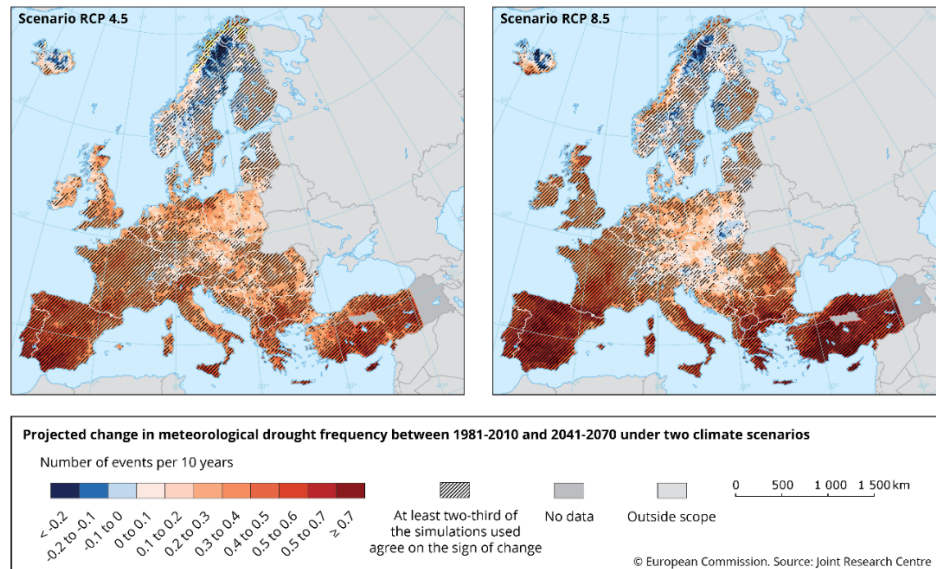 Scenario RCP 4.5
Scenario RCP 8.5
Projected change in meteorological drought frequency between 1981-2010 and 2041-2070 under two climate scenarios
Number of events per 10 years
< -0.2
-0.2 to -0.1
-0.1 to 0
0 to 0.1
0.1 to 0.2
0.2 to 0.3
0.3 to 0.4
0.4 to 0.5
0.5 to 0.6
0.5 to 0.7
≥ 0.7
At least two-third of
the simulations used
agree on the sign of change
No data
Outside scope
0 500 1 000 1 500 km
© European Commission. Source: Joint Research Centre